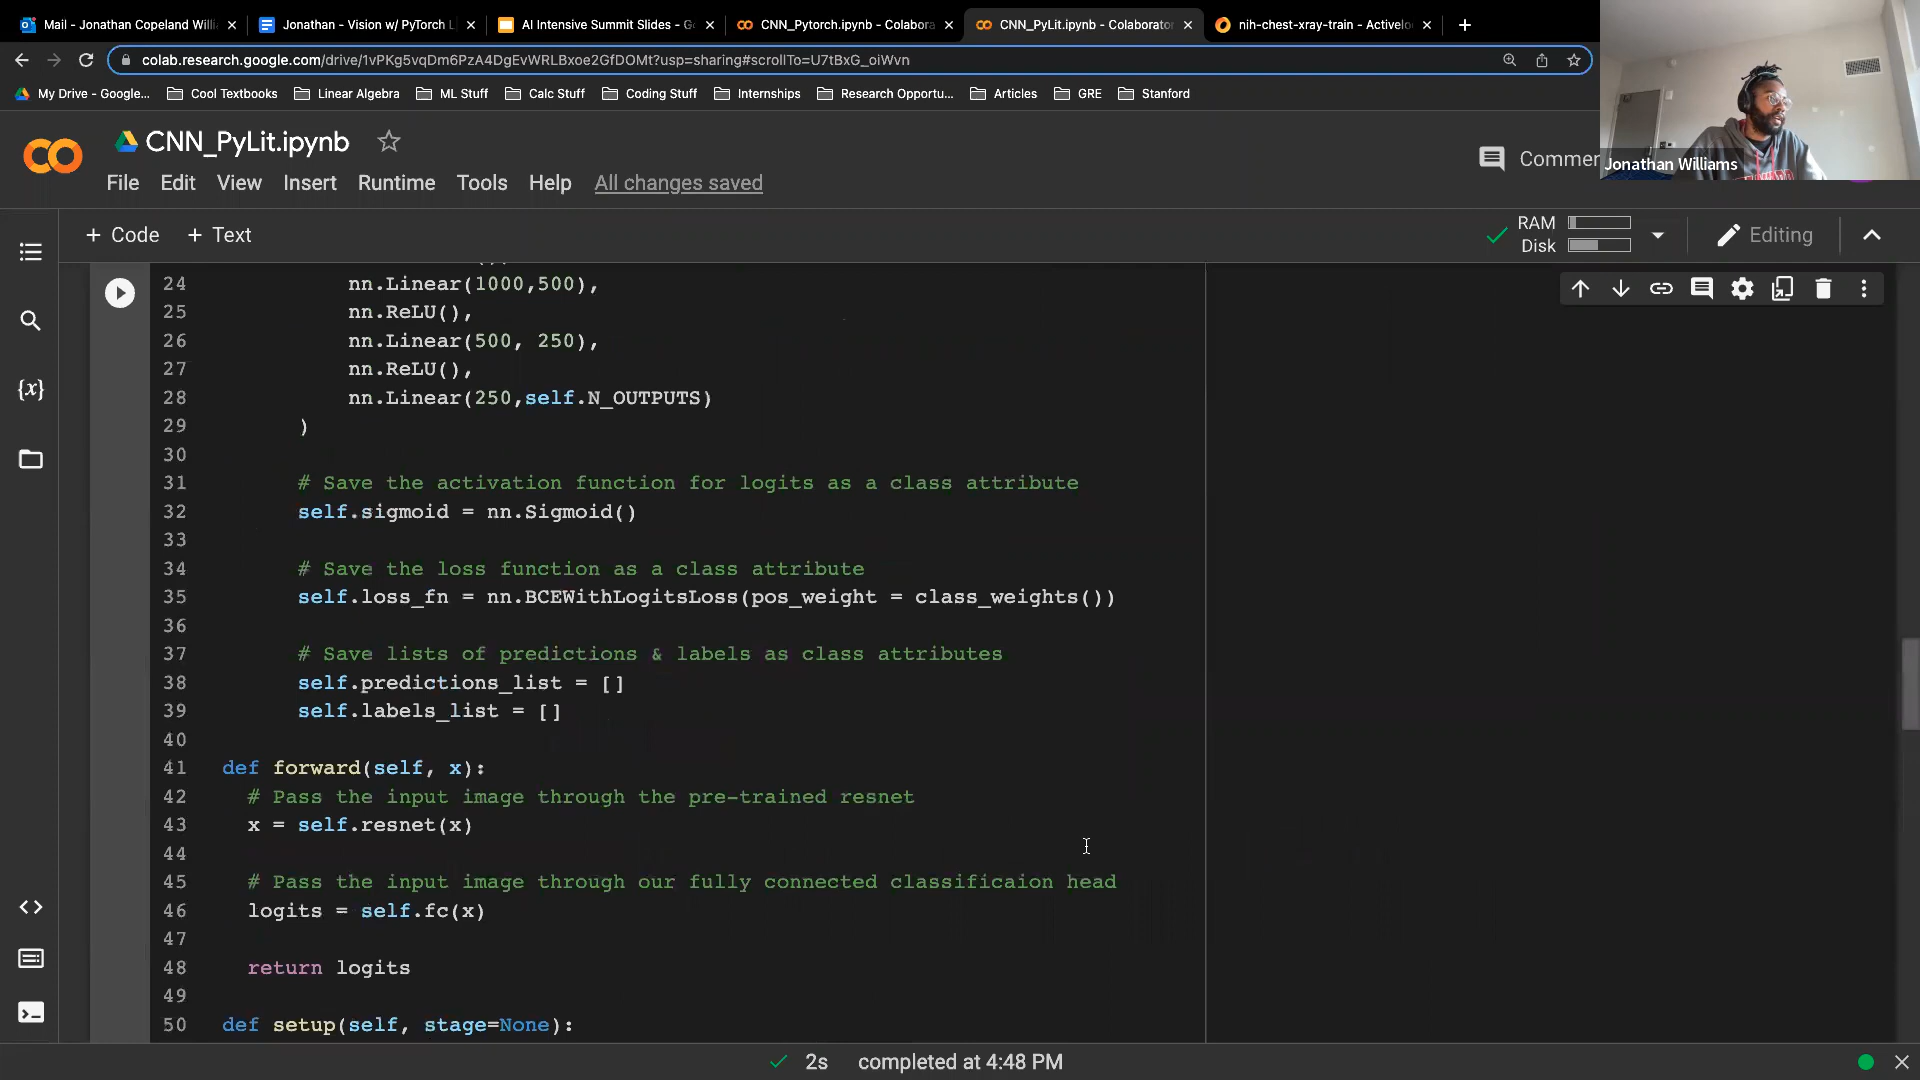 Mail - Jonathan Copeland Willi
Jonathan - Vision w/ PyTorch L
AI Intensive Summit Slides - Go
CNN_Pytorch.ipynb - Colabora
CNN_PyLit.ipynb - Colaborator
nih-chest-xray-train - Activelo
colab.research.google.com/drive/1vPKg5vqDm6PzA4DgEvWRLBxoe2GfDOMt?usp=sharing#scrollTo=U7tBxG_oiWvn
My Drive - Google...
Cool Textbooks
Linear Algebra
ML Stuff
Calc Stuff
Coding Stuff
Internships
Research Opportu...
Articles
GRE
Stanford
CNN_PyLit.ipynb
Commen
Jonathan Williams
File Edit View Insert Runtime Tools Help All changes saved
+ Code + Text
RAM
Disk
Editing
24 nn.Linear(1000,500),
25 nn.ReLU(),
26 nn.Linear(500, 250),
27 nn.ReLU(),
28 nn.Linear(250,self.N_OUTPUTS)
29 )
30
31 # Save the activation function for logits as a class attribute
32 self.sigmoid = nn.Sigmoid()
33
34 # Save the loss function as a class attribute
35 self.loss_fn = nn.BCEWithLogitsLoss(pos_weight = class_weights())
36
37 # Save lists of predictions & labels as class attributes
38 self.predictions_list = []
39 self.labels_list = []
40
41 def forward(self, x):
42 # Pass the input image through the pre-trained resnet
43 x = self.resnet(x)
44
45 # Pass the input image through our fully connected classificaion head
46 logits = self.fc(x)
47
48 return logits
49
50 def setup(self, stage=None):
2s completed at 4:48 PM